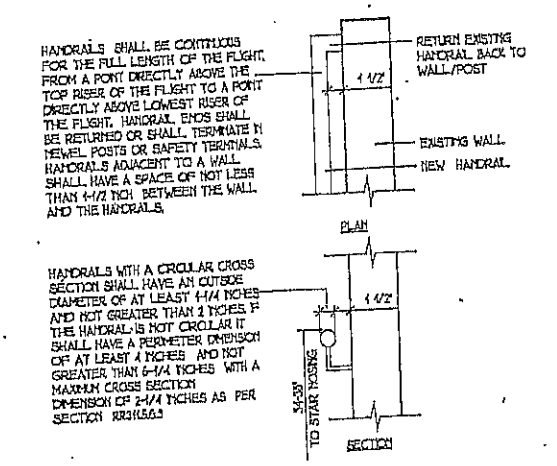 HANDRAILS SHALL BE CONTINUOUS
FOR THE FULL LENGTH OF THE FLIGHT,
FROM A POINT DIRECTLY ABOVE THE
TOP RISER OF THE FLIGHT TO A POINT
DIRECTLY ABOVE LOWEST RISER OF
THE FLIGHT. HANDRAIL ENDS SHALL
BE RETURNED OR SHALL TERMINATE IN
NEWEL POSTS OR SAFETY TERMINALS.
HANDRAILS ADJACENT TO A WALL
SHALL HAVE A SPACE OF NOT LESS
THAN 1-1/2 INCH BETWEEN THE WALL
AND THE HANDRAILS.
RETURN EXISTING
HANDRAIL BACK TO
WALL/POST
1 1/2"
EXISTING WALL
NEW HANDRAIL
PLAN
HANDRAILS WITH A CIRCULAR CROSS
SECTION SHALL HAVE AN OUTSIDE
DIAMETER OF AT LEAST 1-1/4 INCHES
AND NOT GREATER THAN 2 INCHES. IF
THE HANDRAIL IS NOT CIRCULAR IT
SHALL HAVE A PERIMETER DIMENSION
OF AT LEAST 4 INCHES AND NOT
GREATER THAN 6-1/4 INCHES WITH A
MAXIMUM CROSS SECTION
DIMENSION OF 2-1/4 INCHES AS PER
SECTION RR311.5.6.3
1 1/2"
34-38"
TO STAIR NOSING
SECTION